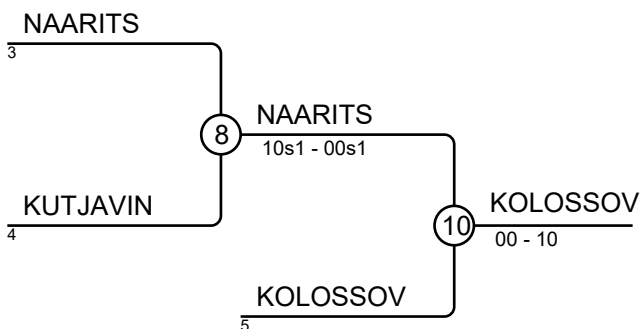 NAARITS
3
8
NAARITS
10s1 - 00s1
KUTJAVIN
4
10
KOLOSSOV
00 - 10
KOLOSSOV
5